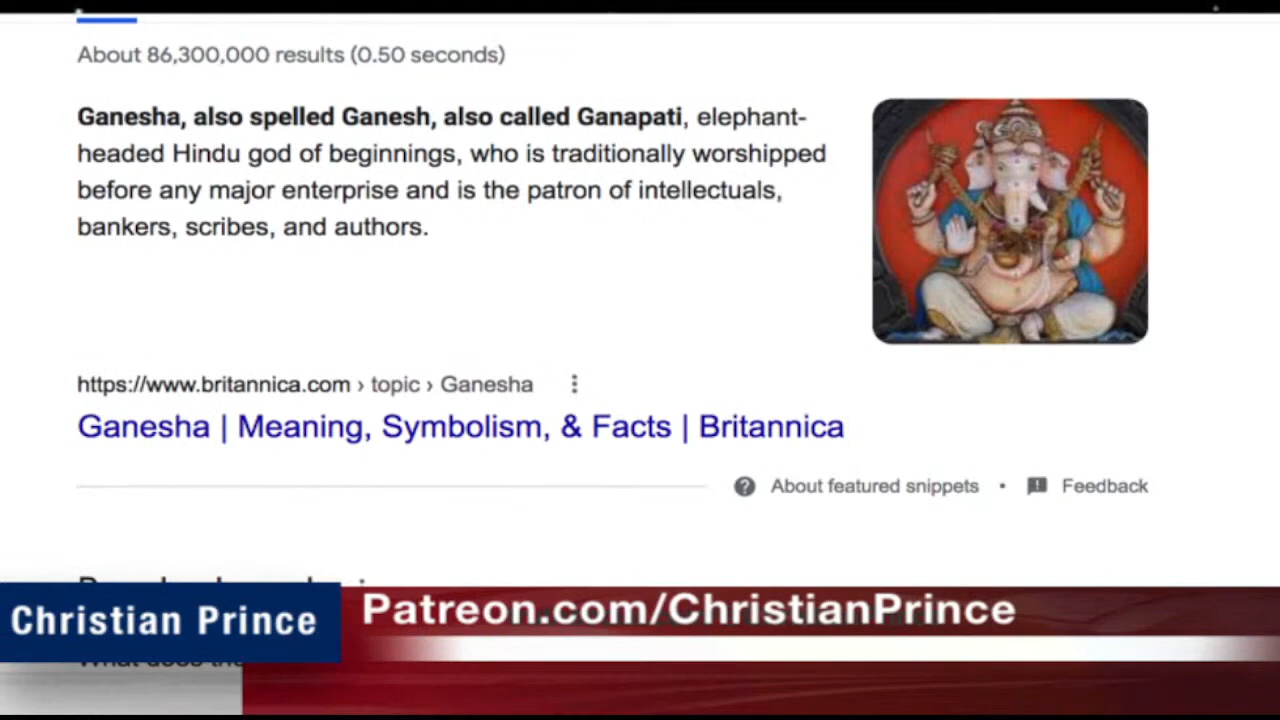 About 86,300,000 results (0.50 seconds)
Ganesha, also spelled Ganesh, also called Ganapati, elephant-
headed Hindu god of beginnings, who is traditionally worshipped
before any major enterprise and is the patron of intellectuals,
bankers, scribes, and authors.
https://www.britannica.com › topic › Ganesha
Ganesha | Meaning, Symbolism, & Facts | Britannica
About featured snippets • Feedback
Christian Prince
Patreon.com/ChristianPrince